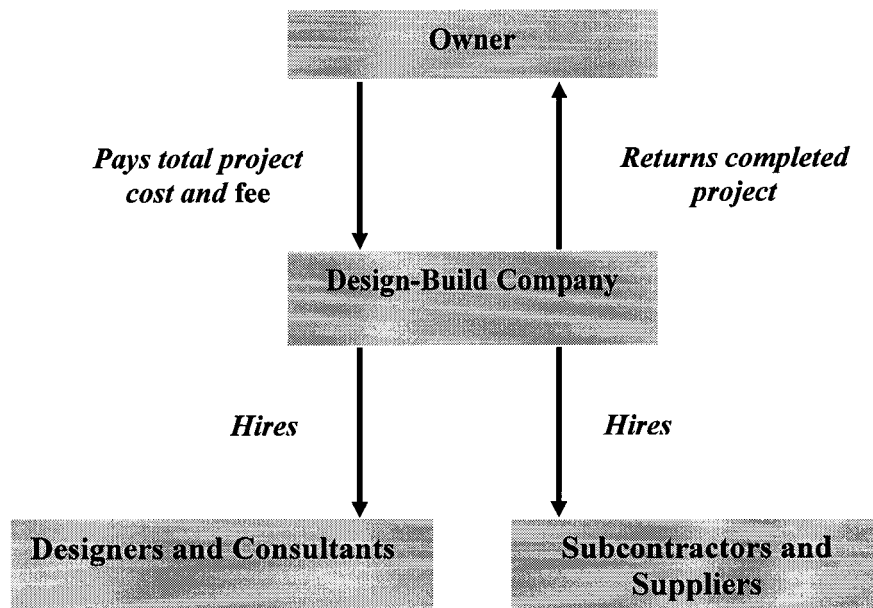 Owner
Pays total project
cost and fee
Returns completed
project
Design-Build Company
Hires
Hires
Designers and Consultants
Subcontractors and
Suppliers